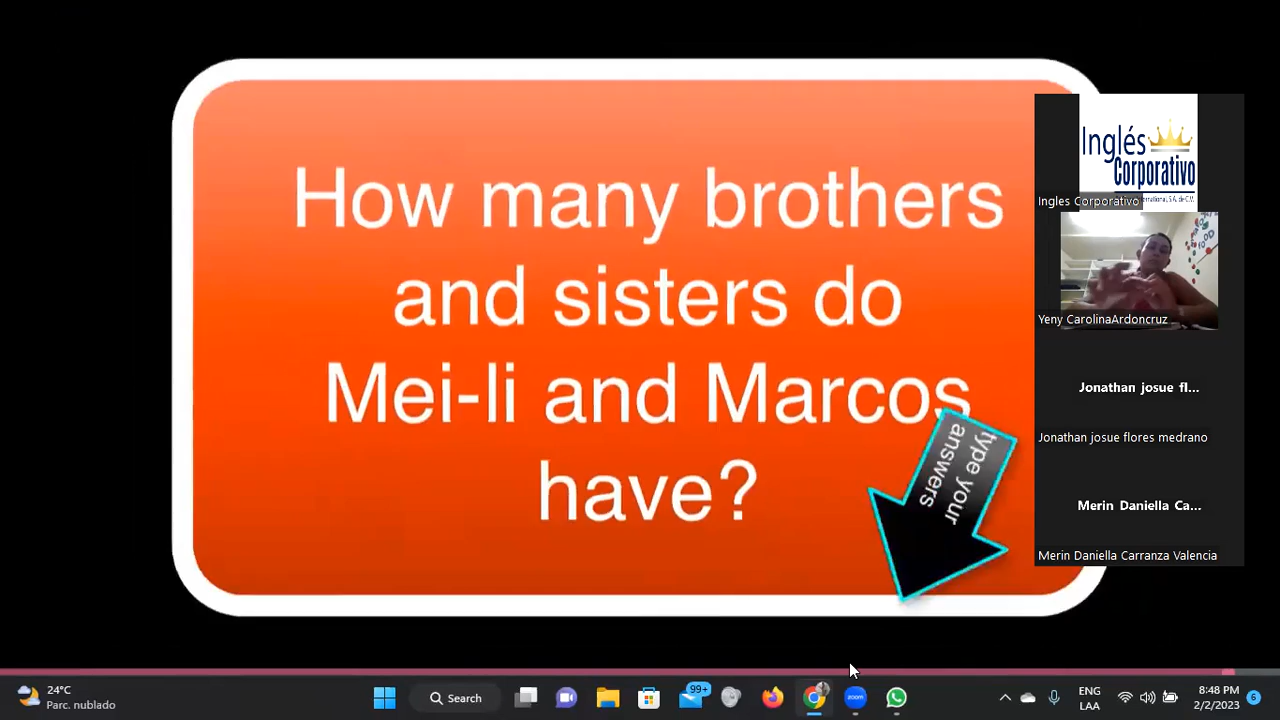 How many brothers
and sisters do
Mei-li and Marcos
have?
type your
answers
Inglés
Corporativo
Ingles Corporativo
Yeny CarolinaArdoncruz
Jonathan josue fl...
Jonathan josue flores medrano
Merin Daniella Ca...
Merin Daniella Carranza Valencia
24°C
Parc. nublado
Search
99+
zoom
ENG
LAA
8:48 PM
2/2/2023
6